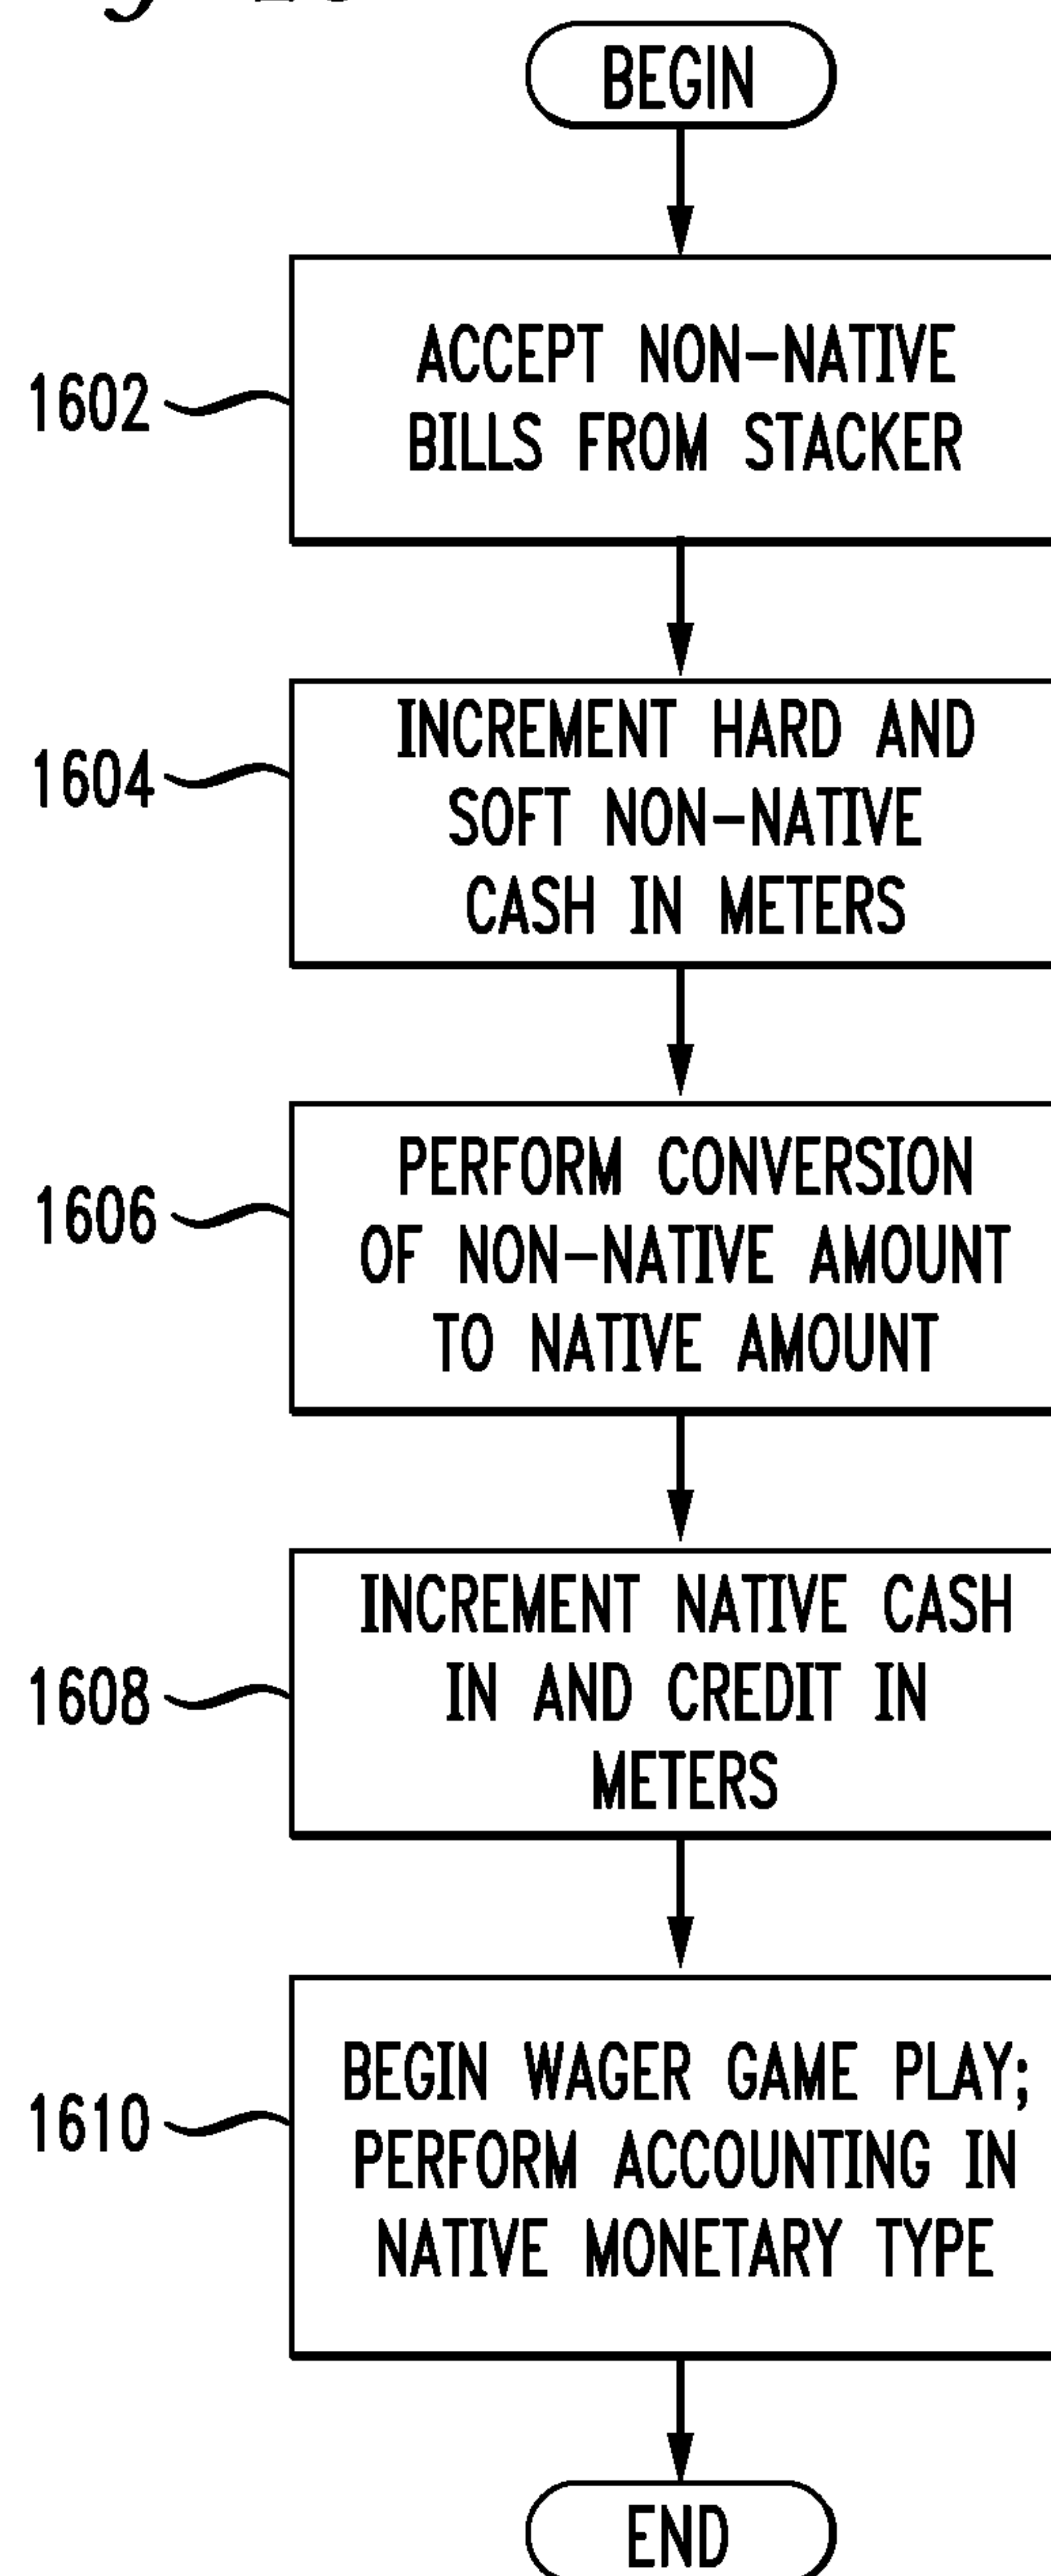 BEGIN
1602
ACCEPT NON-NATIVE
BILLS FROM STACKER
1604
INCREMENT HARD AND
SOFT NON-NATIVE
CASH IN METERS
1606
PERFORM CONVERSION
OF NON-NATIVE AMOUNT
TO NATIVE AMOUNT
1608
INCREMENT NATIVE CASH
IN AND CREDIT IN
METERS
1610
BEGIN WAGER GAME PLAY;
PERFORM ACCOUNTING IN
NATIVE MONETARY TYPE
END